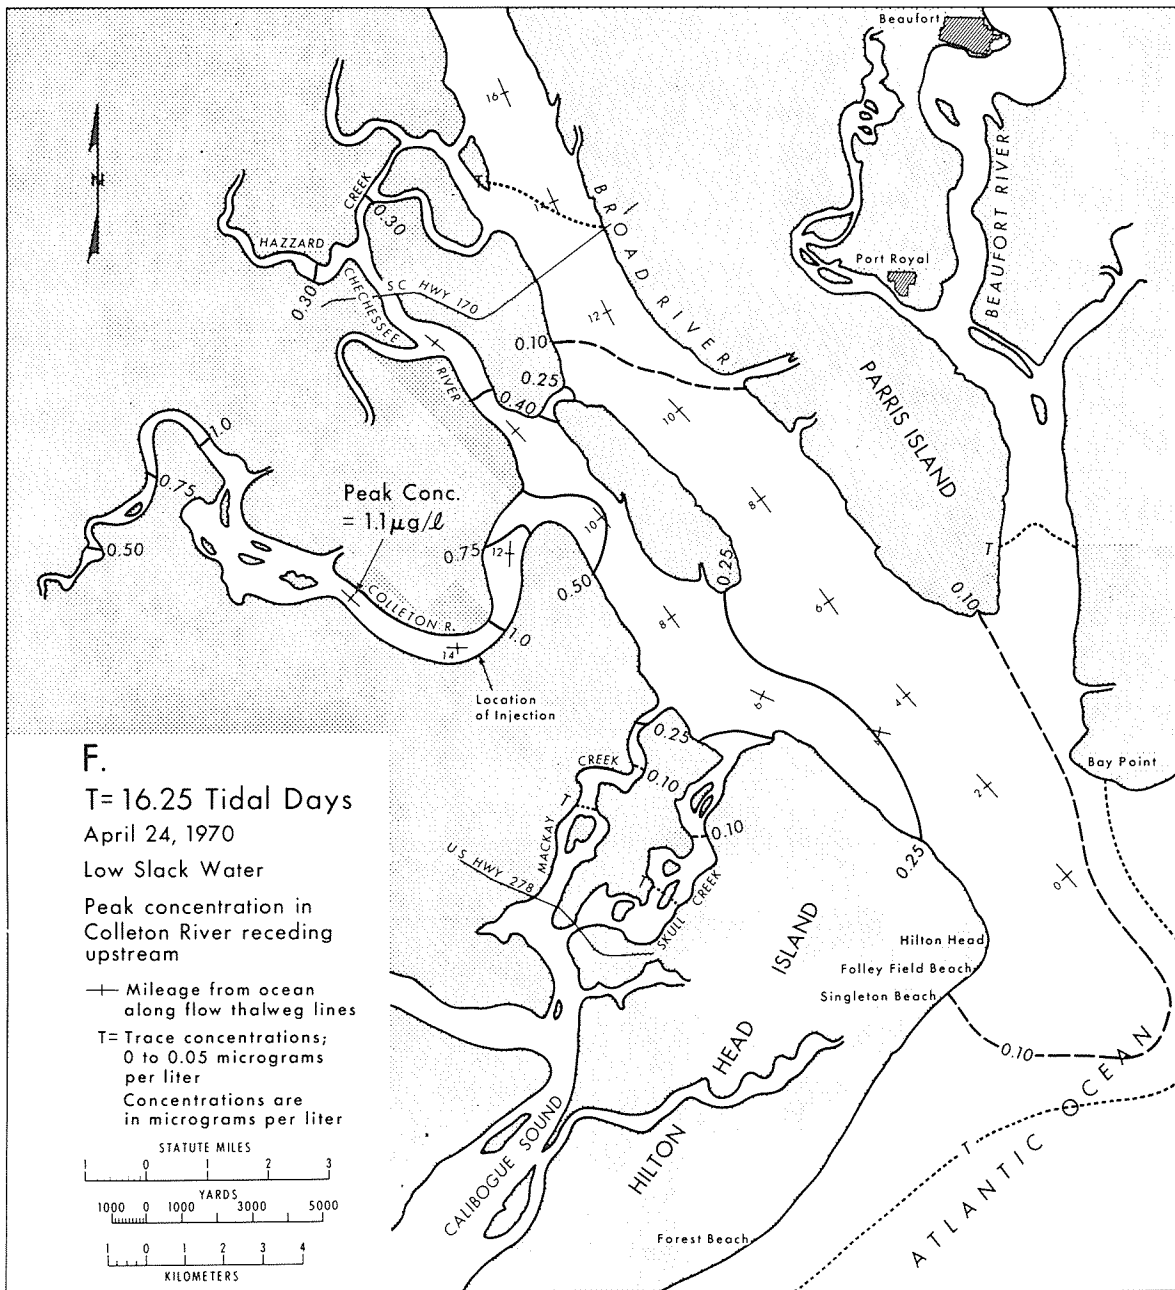 Beaufort
16
BEAUFORT RIVER
BROAD RIVER
T
14
CREEK
0.30
HAZZARD
0.30
CHECHESSEE
RIVER
S C HWY 170
Port Royal
12
0.10
0.25
0.40
10
PARRIS ISLAND
1.0
0.75
0.50
Peak Conc.
= 1.1 µg/ℓ
8
10
0.75
12
0.50
0.25
T
6
0.10
COLLETON R.
1.0
14
8
Location
of Injection
6
4
4
0.25
CREEK
0.10
Bay Point
2
T
MACKAY
0.10
U S HWY 278
T
SKULL CREEK
0.25
0
F.
T= 16.25 Tidal Days
April 24, 1970
Low Slack Water
Peak concentration in
Colleton River receding
upstream
Mileage from ocean
along flow thalweg lines
T= Trace concentrations;
0 to 0.05 micrograms
per liter
Concentrations are
in micrograms per liter
STATUTE MILES
1 0 1 2 3
YARDS
1000 0 1000 3000 5000
1 0 1 2 3 4
KILOMETERS
Hilton Head
Folley Field Beach
Singleton Beach
HILTON HEAD ISLAND
0.10
CALIBOGUE SOUND
T
ATLANTIC OCEAN
Forest Beach
N